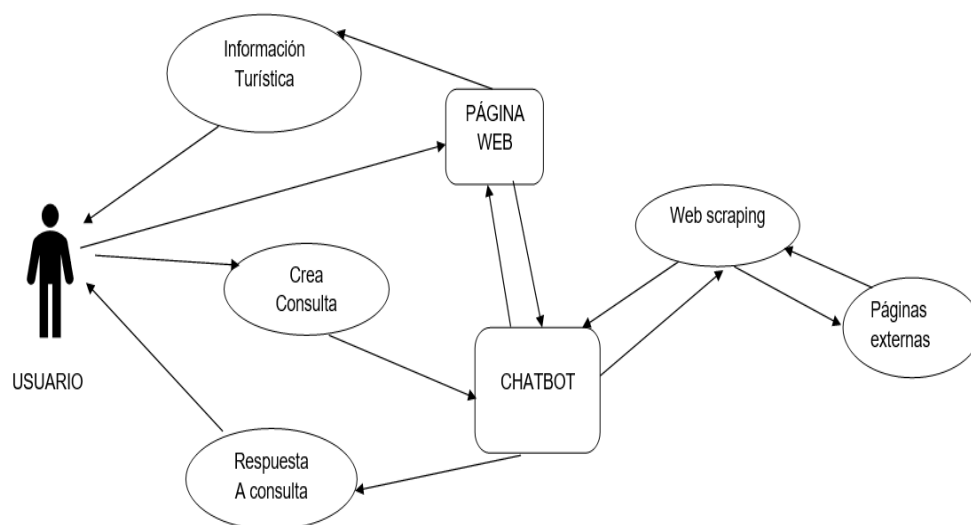 Información
Turística
PÁGINA
WEB
Web scraping
Crea
Consulta
Páginas
externas
USUARIO
CHATBOT
Respuesta
A consulta